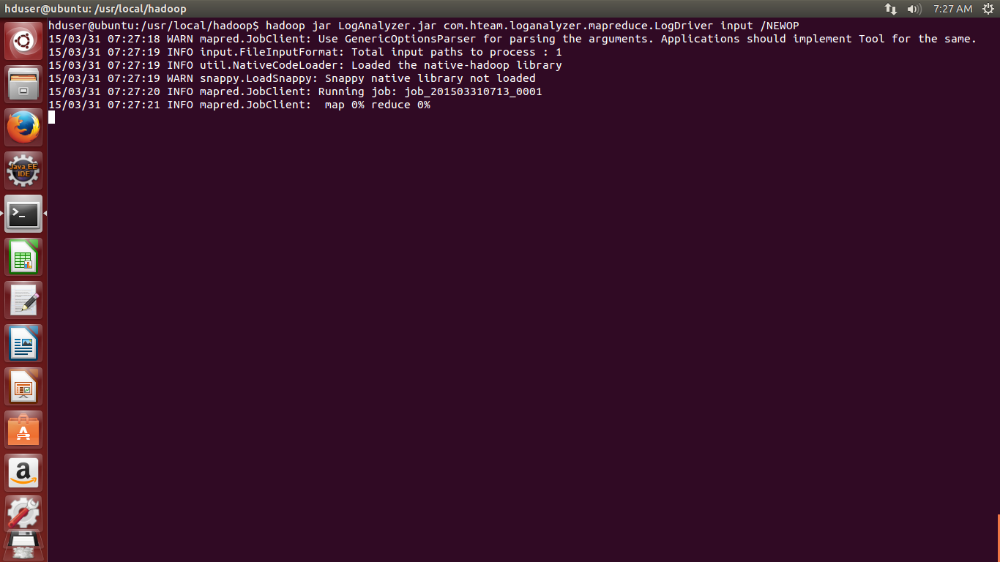 hduser@ubuntu: /usr/local/hadoop
7:27 AM
hduser@ubuntu:/usr/local/hadoop$ hadoop jar LogAnalyzer.jar com.hteam.loganalyzer.mapreduce.LogDriver input /NEWOP
15/03/31 07:27:18 WARN mapred.JobClient: Use GenericOptionsParser for parsing the arguments. Applications should implement Tool for the same.
15/03/31 07:27:19 INFO input.FileInputFormat: Total input paths to process : 1
15/03/31 07:27:19 INFO util.NativeCodeLoader: Loaded the native-hadoop library
15/03/31 07:27:19 WARN snappy.LoadSnappy: Snappy native library not loaded
15/03/31 07:27:20 INFO mapred.JobClient: Running job: job_201503310713_0001
15/03/31 07:27:21 INFO mapred.JobClient:  map 0% reduce 0%
Java EE
IDE
>_
A
a